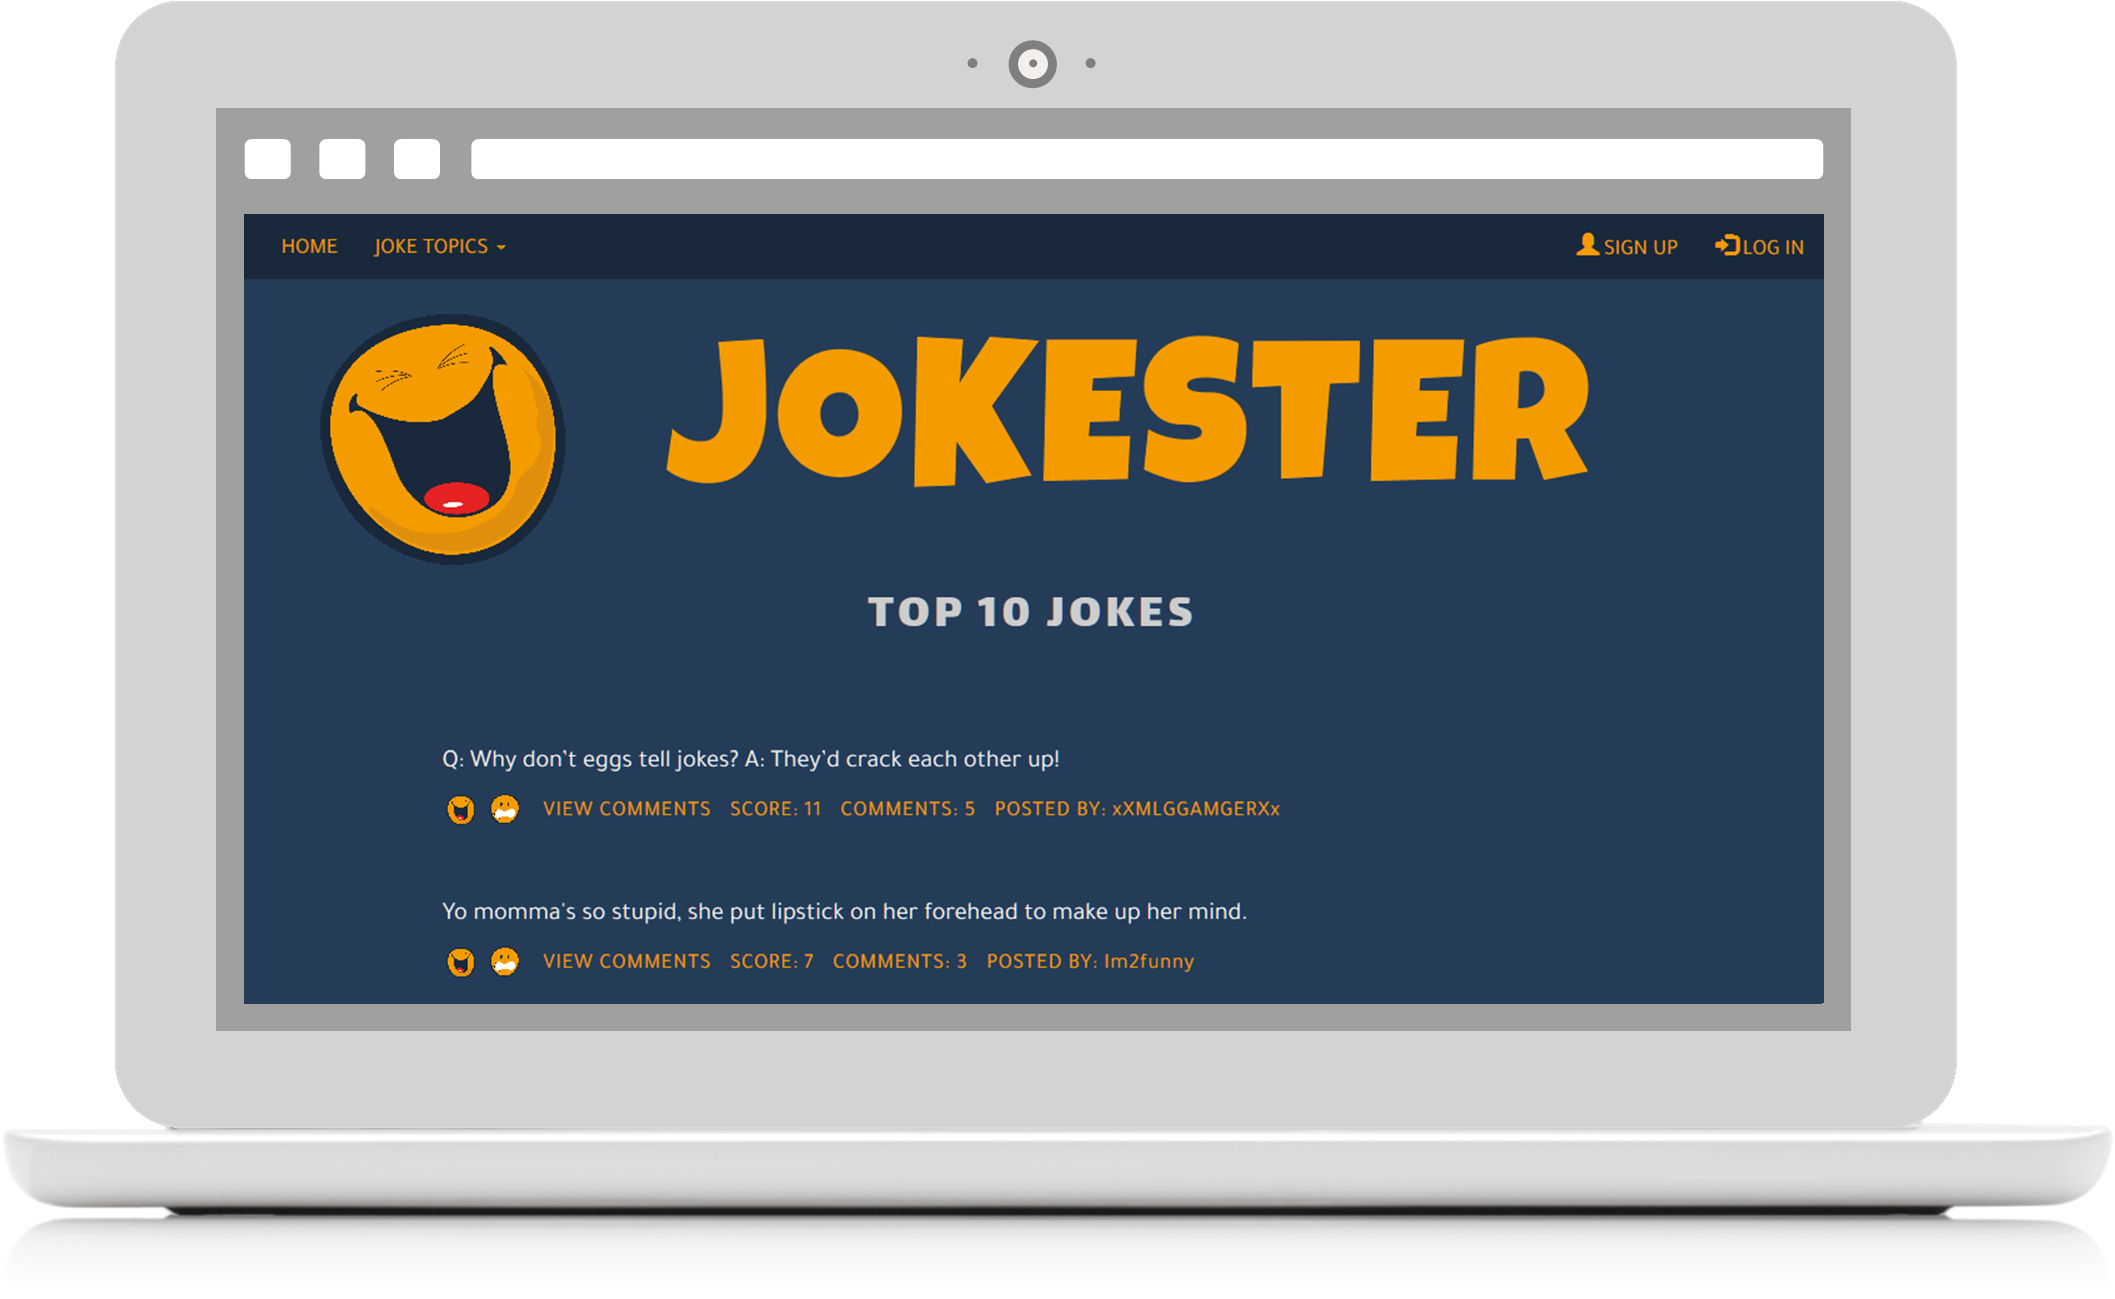 HOME JOKE TOPICS SIGN UP LOG IN
JOKESTER
TOP 10 JOKES
Q: Why don't eggs tell jokes? A: They'd crack each other up!
VIEW COMMENTS SCORE: 11 COMMENTS: 5 POSTED BY: xXMLGGAMGERXx
Yo momma's so stupid, she put lipstick on her forehead to make up her mind.
VIEW COMMENTS SCORE: 7 COMMENTS: 3 POSTED BY: Im2funny